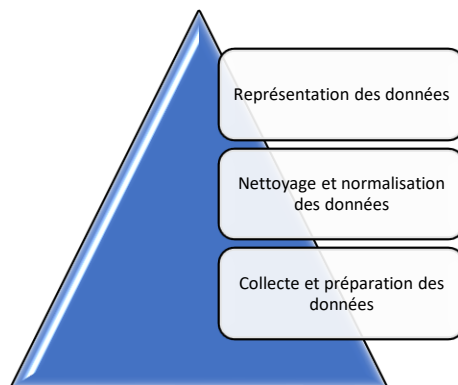 Représentation des données
Nettoyage et normalisation
des données
Collecte et préparation des
données